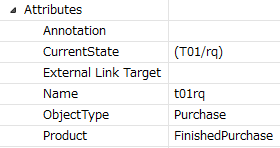 Attributes
Annotation
CurrentState (T01/rq)
External Link Target
Name t01rq
ObjectType Purchase
Product FinishedPurchase